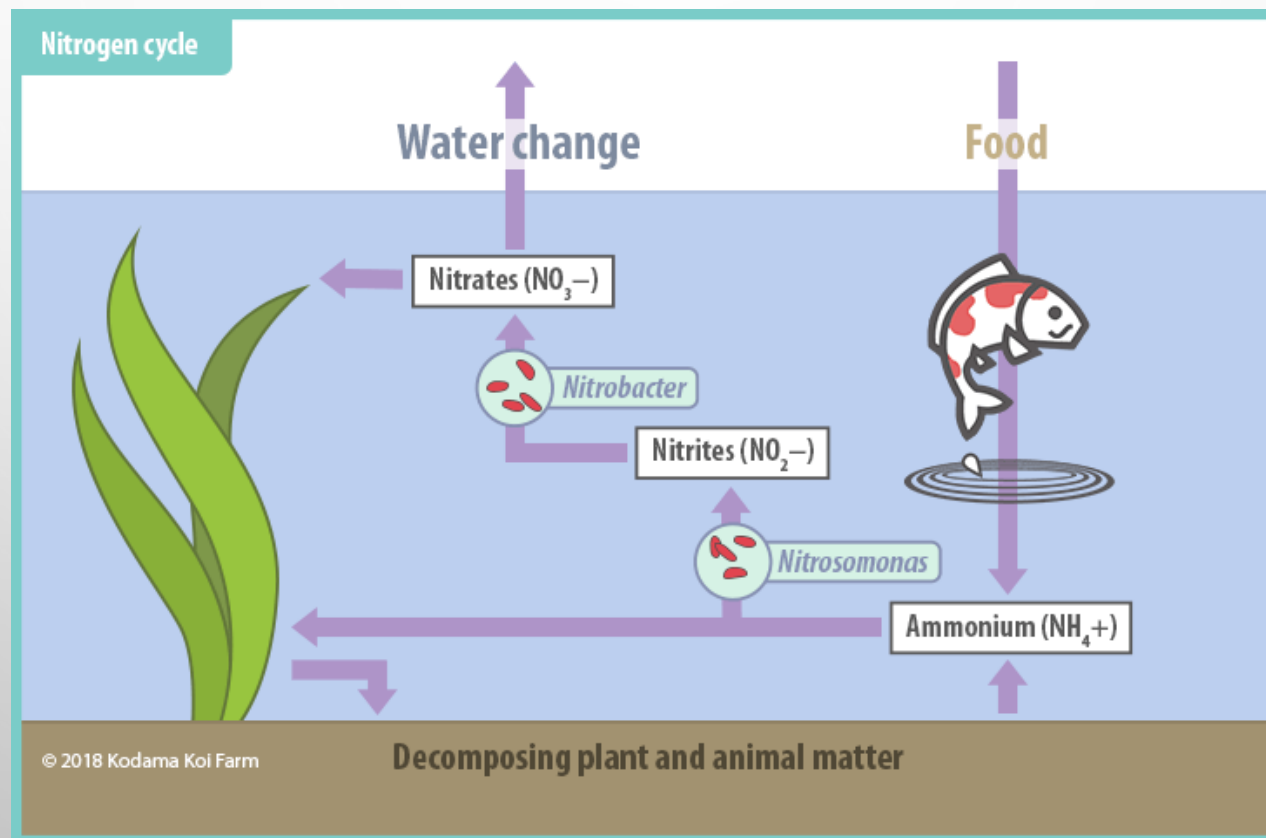 Nitrogen cycle
Water change
Food
Nitrates (NO₃−)
Nitrobacter
Nitrites (NO₂−)
Nitrosomonas
Ammonium (NH₄+)
© 2018 Kodama Koi Farm
Decomposing plant and animal matter